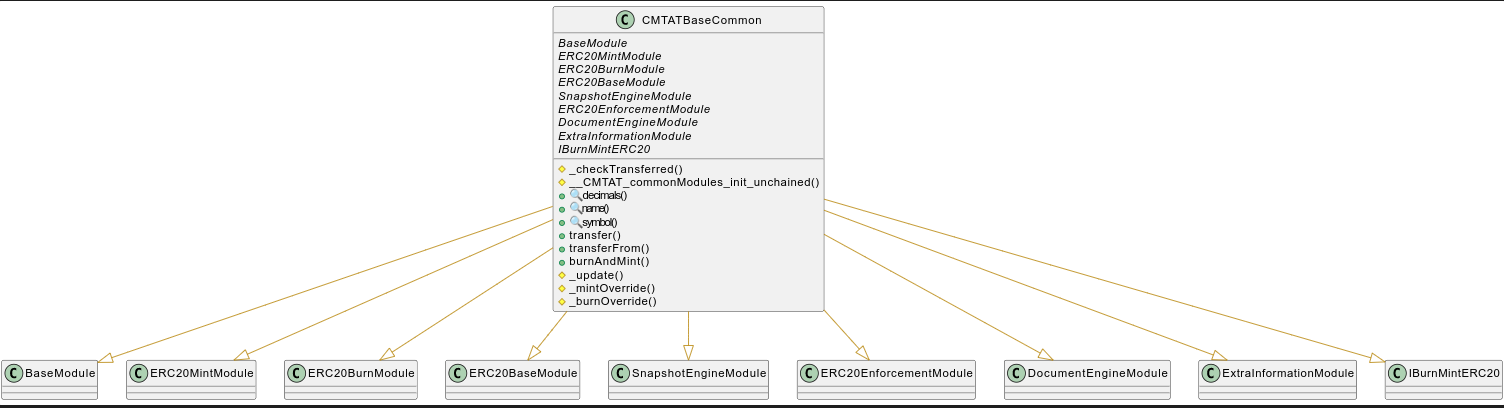 C CMTATBaseCommon
BaseModule
ERC20MintModule
ERC20BurnModule
ERC20BaseModule
SnapshotEngineModule
ERC20EnforcementModule
DocumentEngineModule
ExtraInformationModule
IBurnMintERC20
_checkTransferred()
__CMTAT_commonModules_init_unchained()
🔍decimals()
🔍name()
🔍symbol()
transfer()
transferFrom()
burnAndMint()
_update()
_mintOverride()
_burnOverride()
C BaseModule
C ERC20MintModule
C ERC20BurnModule
C ERC20BaseModule
C SnapshotEngineModule
C ERC20EnforcementModule
C DocumentEngineModule
C ExtraInformationModule
C IBurnMintERC20